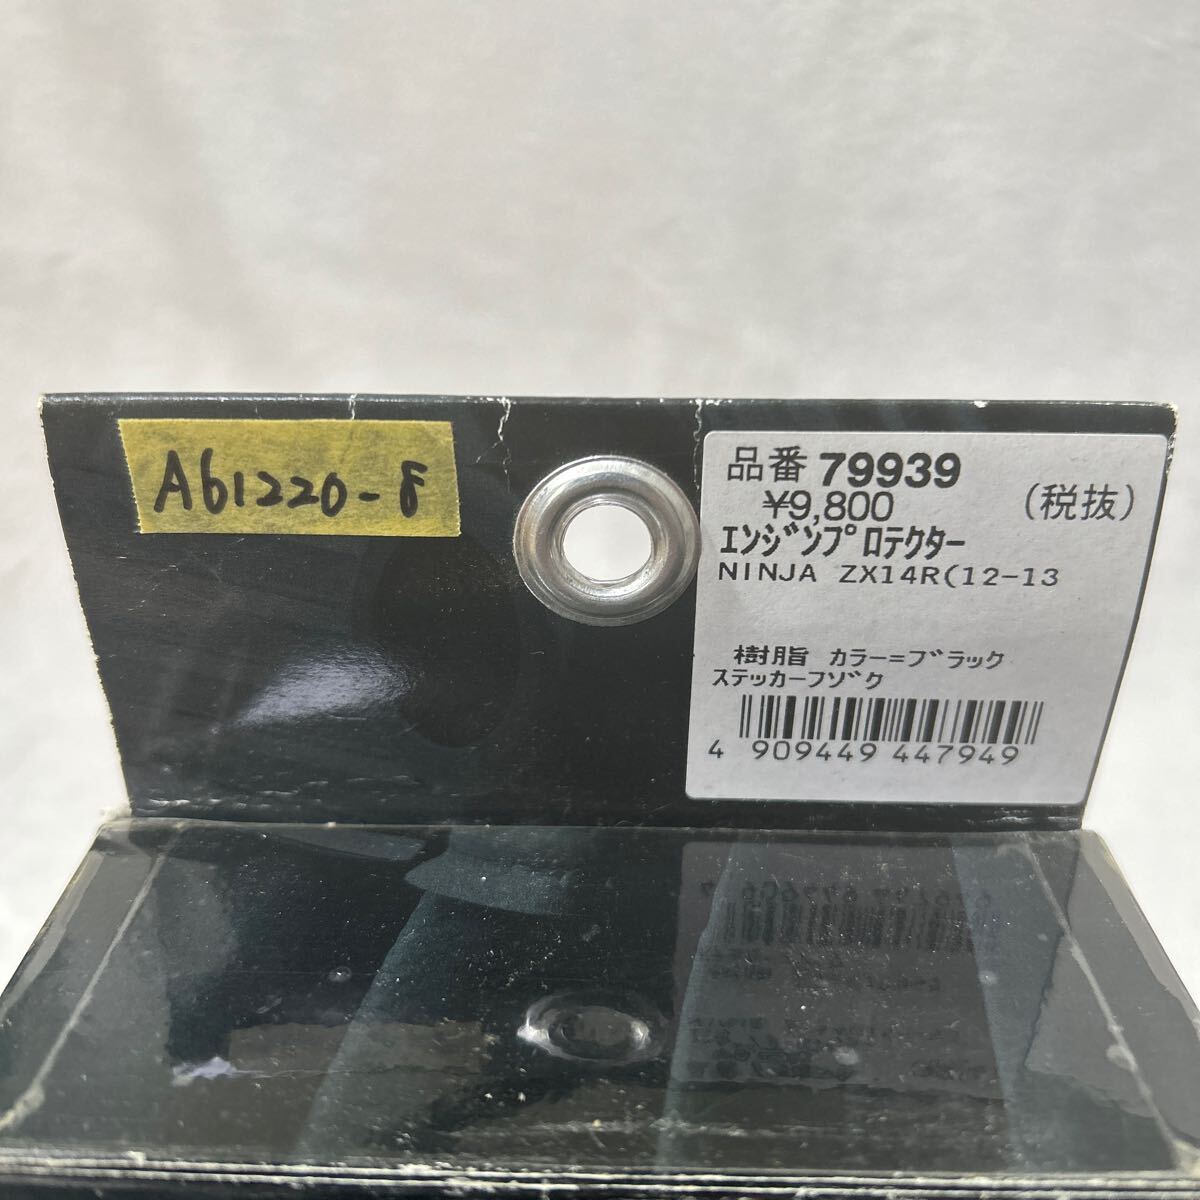 A61220-8
品番 79939
¥9,800 (税抜)
ｴﾝｼﾞﾝﾌﾟﾛﾃｸﾀｰ
NINJA ZX14R(12-13
樹脂 ｶﾗｰ=ﾌﾞﾗｯｸ
ｽﾃｯｶｰﾌｿﾞｸ
4 909449 447949